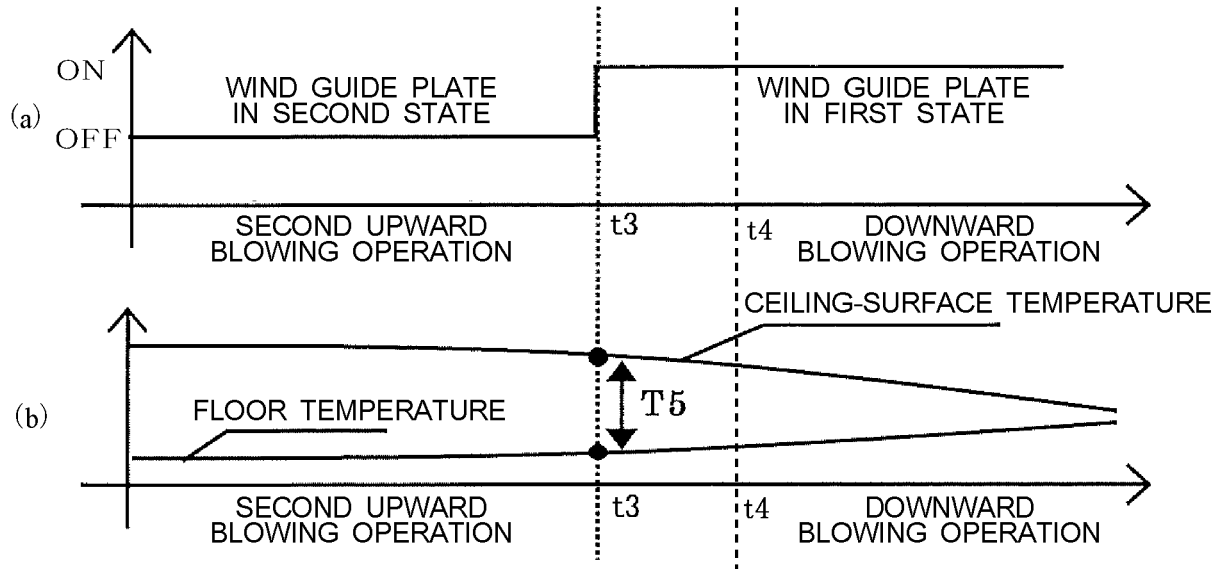 ON
WIND GUIDE PLATE
IN SECOND STATE
WIND GUIDE PLATE
IN FIRST STATE
(a)
OFF
SECOND UPWARD
BLOWING OPERATION
t3
t4
DOWNWARD
BLOWING OPERATION
CEILING-SURFACE TEMPERATURE
T5
FLOOR TEMPERATURE
(b)
SECOND UPWARD
BLOWING OPERATION
t3
t4
DOWNWARD
BLOWING OPERATION